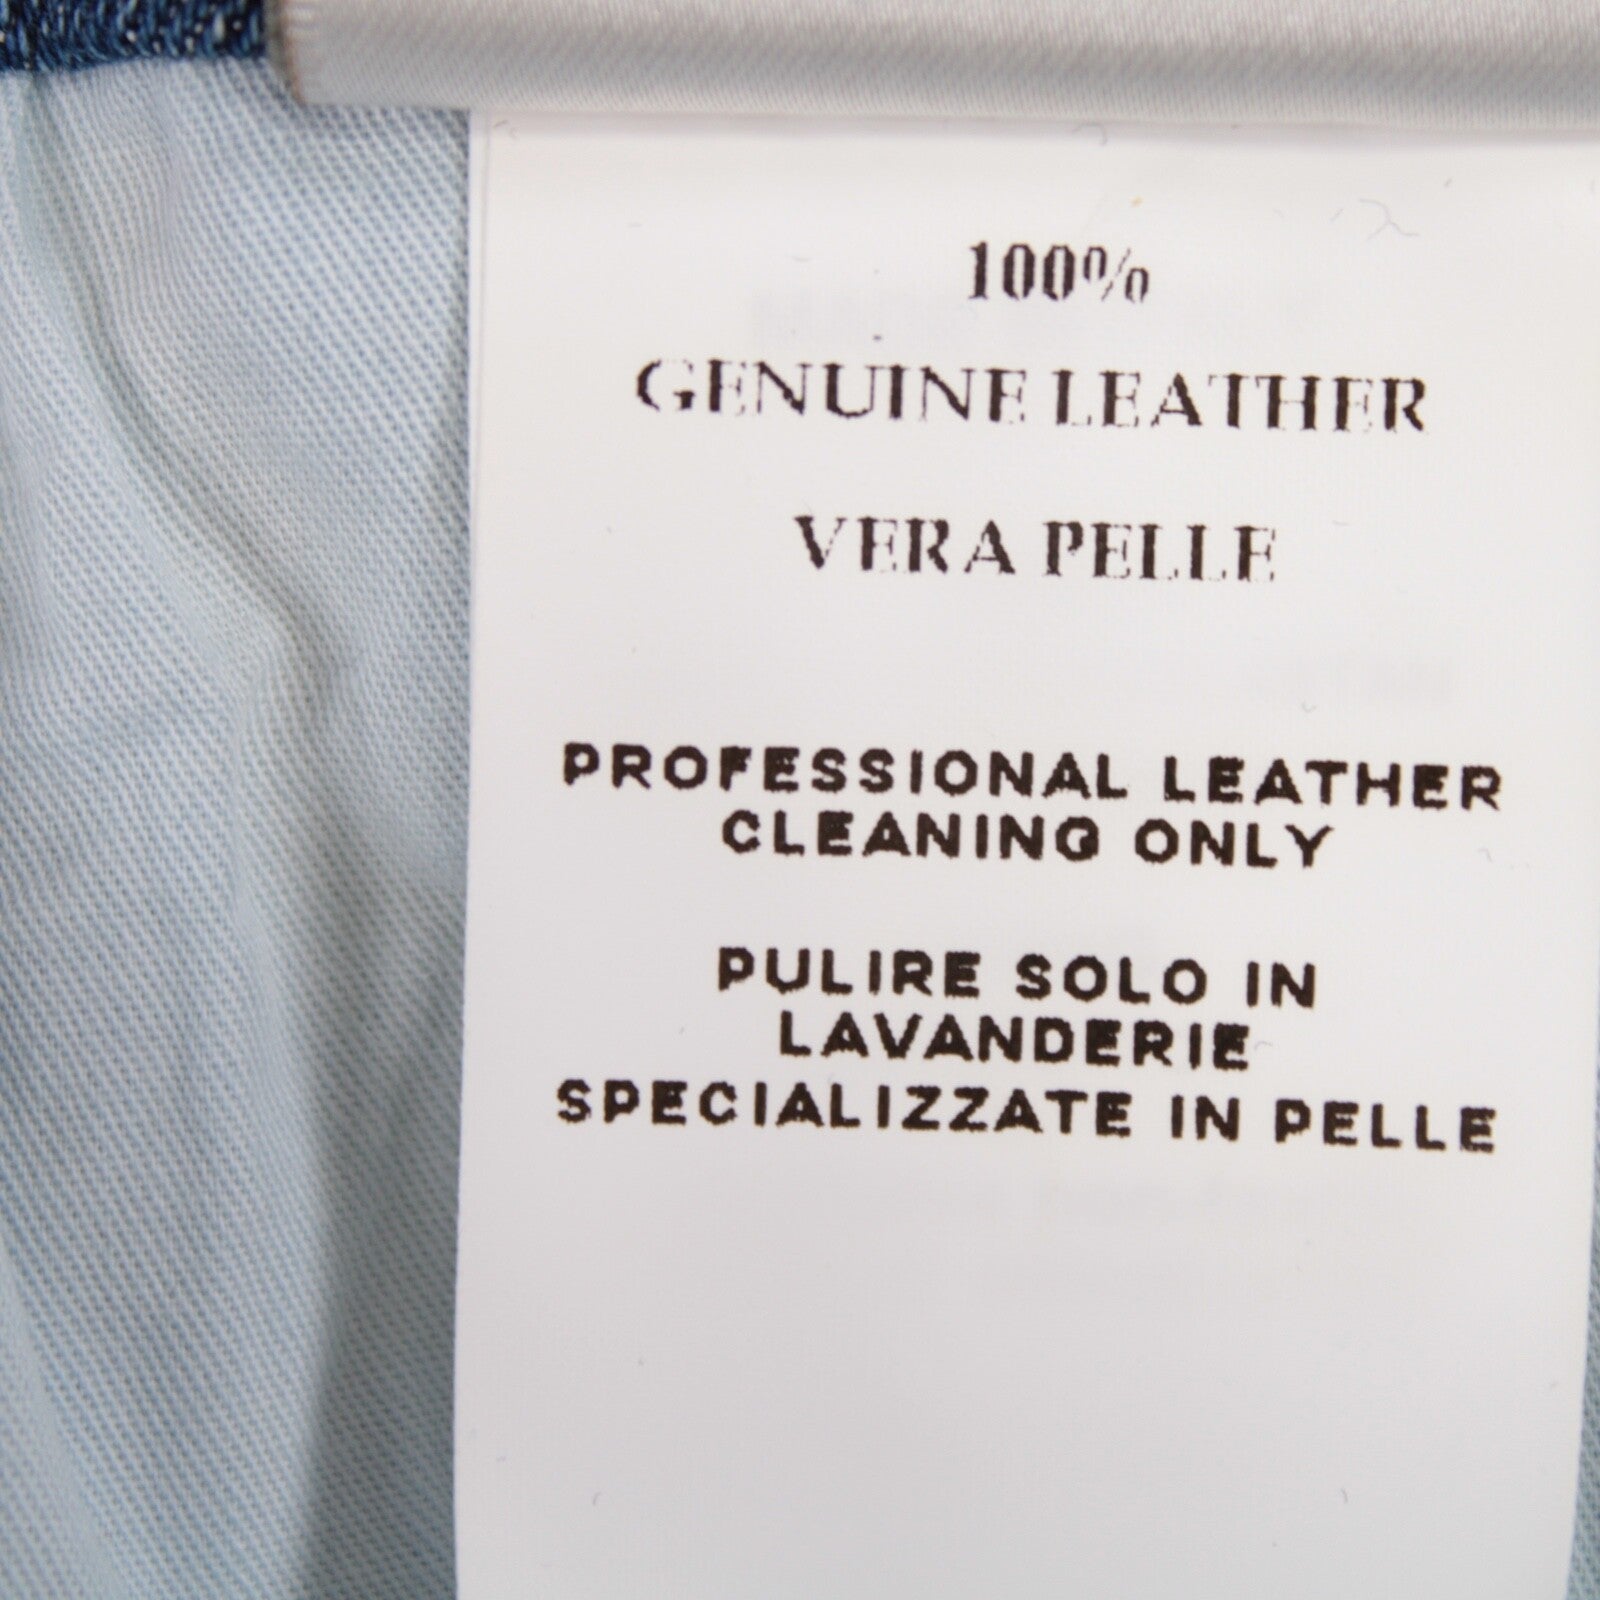 100%
GENUINE LEATHER
VERA PELLE
PROFESSIONAL LEATHER
CLEANING ONLY
PULIRE SOLO IN
LAVANDERIE
SPECIALIZZATE IN PELLE